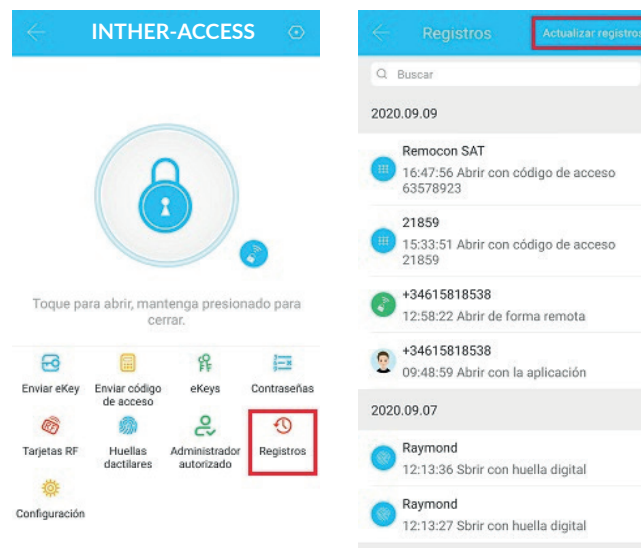 INTHER-ACCESS
Toque para abrir, mantenga presionado para
cerrar.
Enviar eKey
Enviar código
de acceso
eKeys
Contraseñas
Tarjetas RF
Huellas
dactilares
Administrador
autorizado
Registros
Configuración
Registros
Actualizar registros
Buscar
2020.09.09
Remocon SAT
16:47:56 Abrir con código de acceso
63578923
21859
15:33:51 Abrir con código de acceso
21859
+34615818538
12:58:22 Abrir de forma remota
+34615818538
09:48:59 Abrir con la aplicación
2020.09.07
Raymond
12:13:36 Sbrir con huella digital
Raymond
12:13:27 Sbrir con huella digital